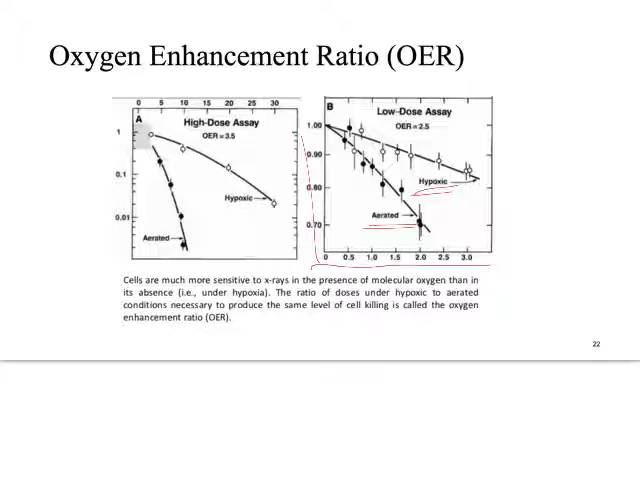 Oxygen Enhancement Ratio (OER)
0 5 10 15 20 25 30
A
High-Dose Assay
OER = 3.5
1
0.1
0.01
Hypoxic
Aerated
B
Low-Dose Assay
OER = 2.5
1.00
0.90
0.80
0.70
Hypoxic
Aerated
0 0.5 1.0 1.5 2.0 2.5 3.0
Cells are much more sensitive to x-rays in the presence of molecular oxygen than in
its absence (i.e., under hypoxia). The ratio of doses under hypoxic to aerated
conditions necessary to produce the same level of cell killing is called the oxygen
enhancement ratio (OER).
22